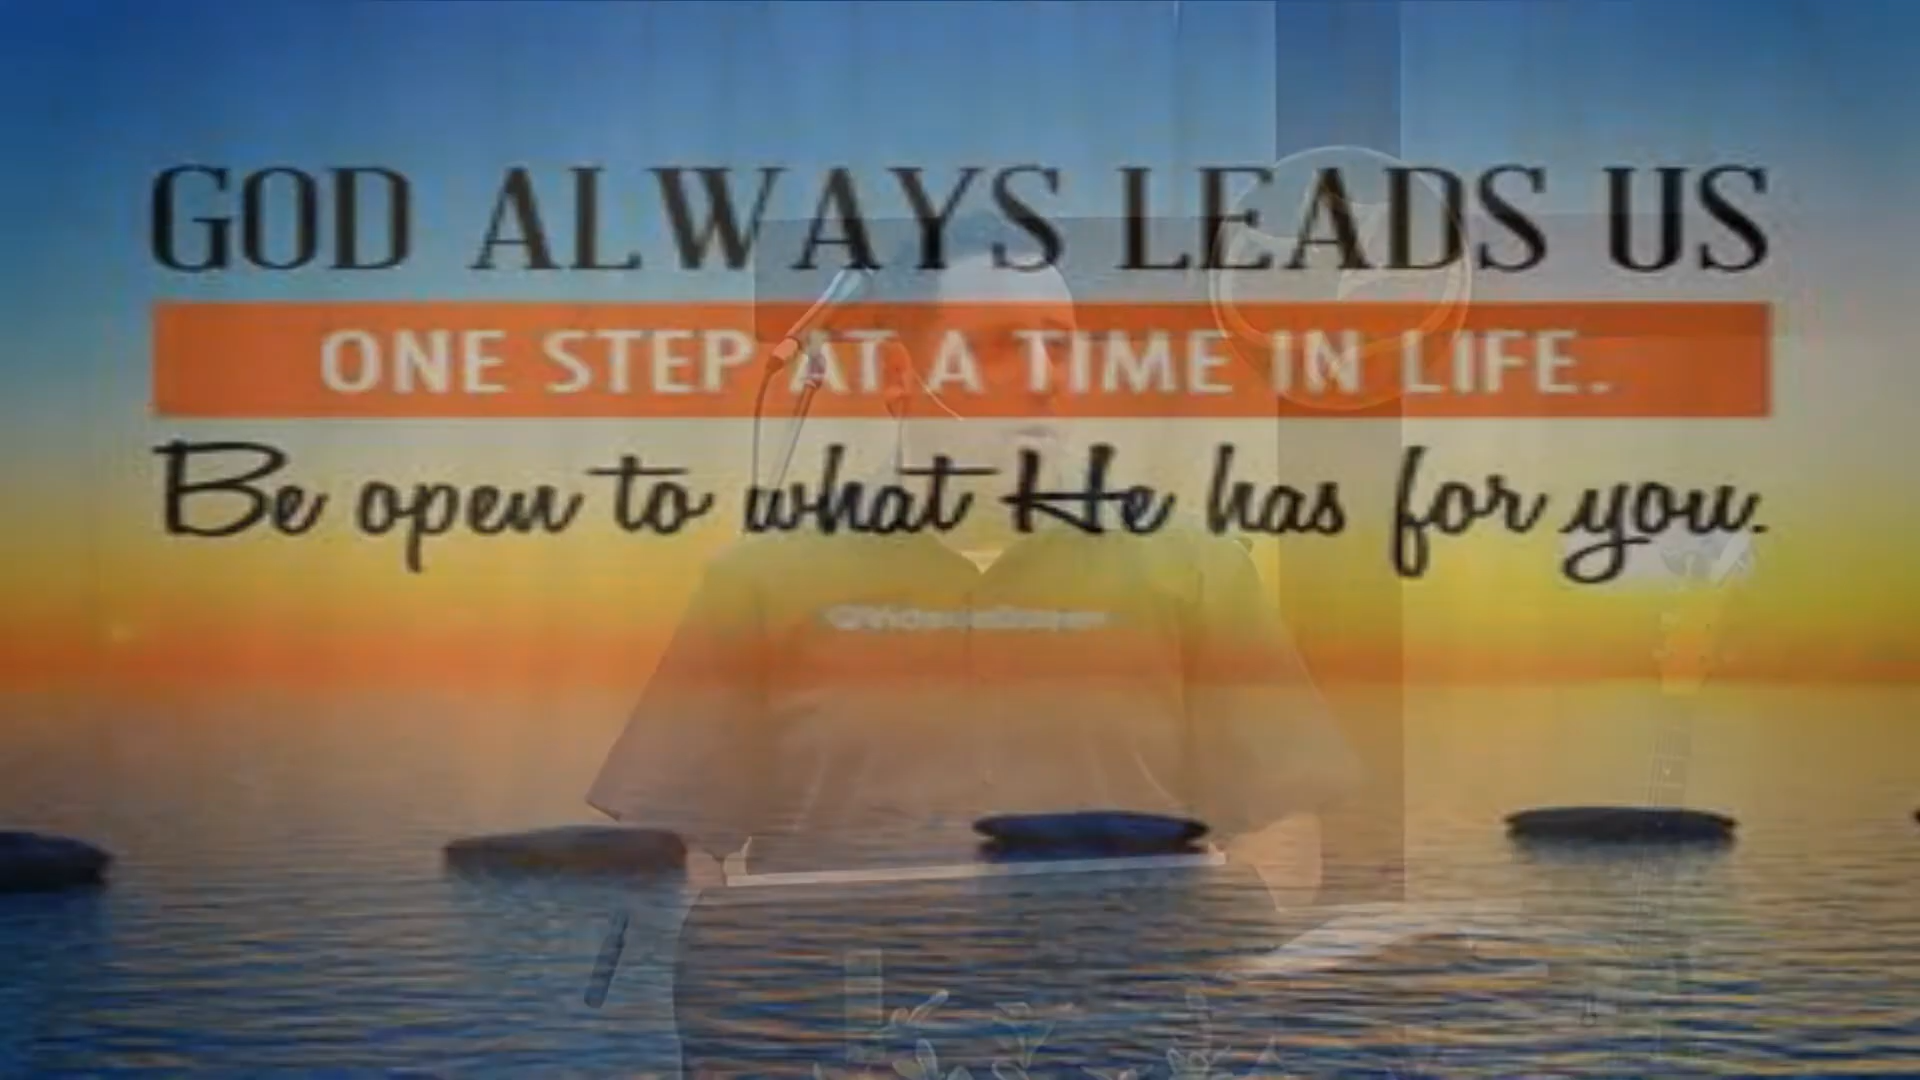 GOD ALWAYS LEADS US
ONE STEP AT A TIME IN LIFE.
Be open to what He has for you.